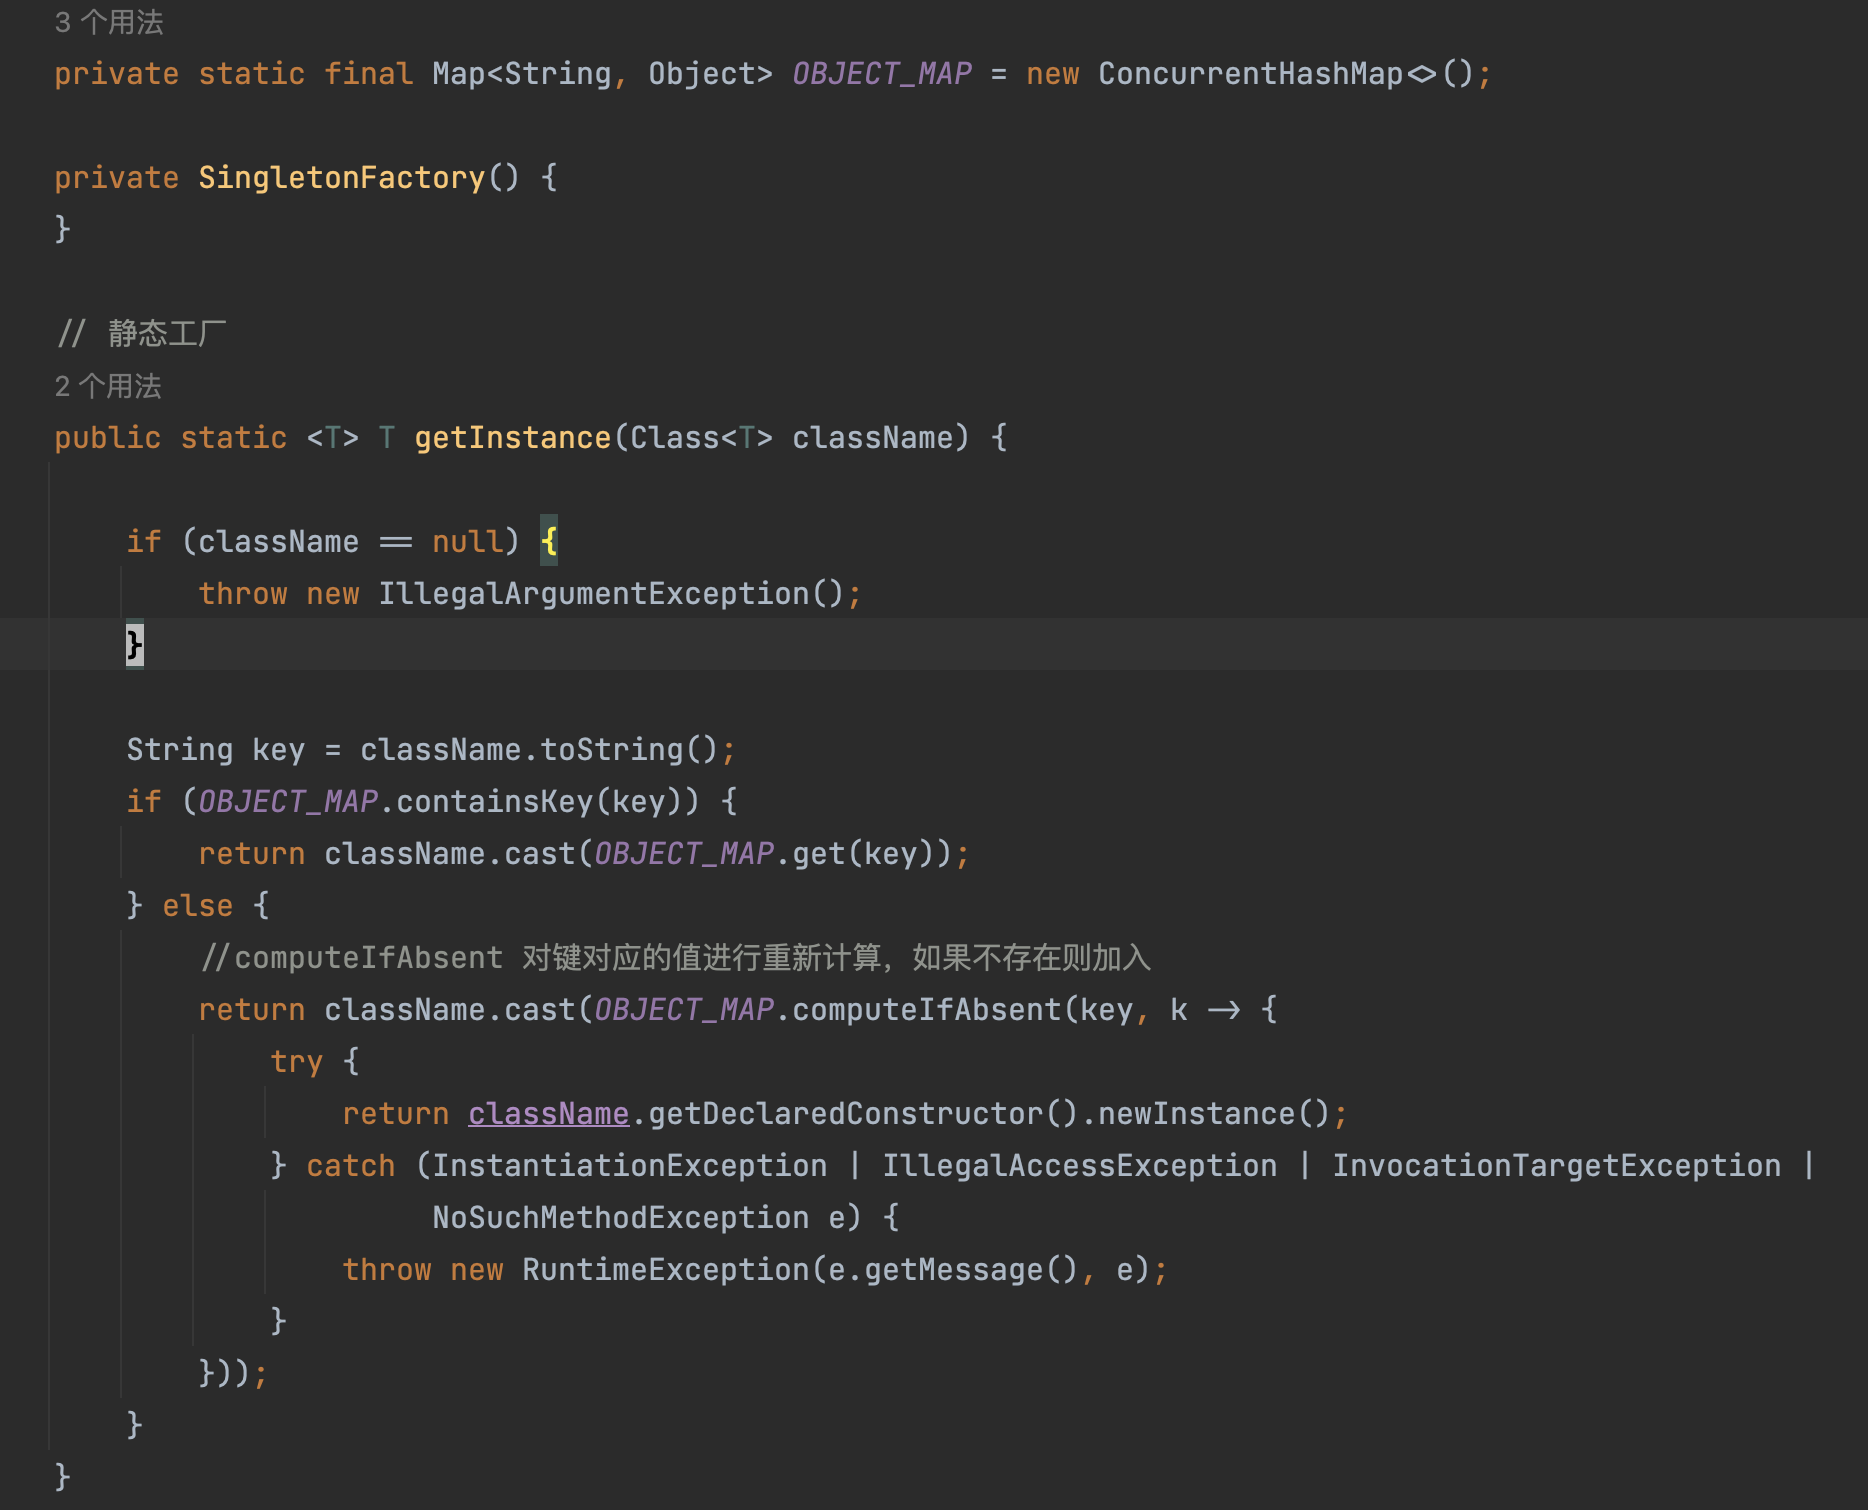 3 个用法
private static final Map<String, Object> OBJECT_MAP = new ConcurrentHashMap<>();
private SingletonFactory() {
}
// 静态工厂
2 个用法
public static <T> T getInstance(Class<T> className) {
if (className == null) {
throw new IllegalArgumentException();
}
String key = className.toString();
if (OBJECT_MAP.containsKey(key)) {
return className.cast(OBJECT_MAP.get(key));
} else {
//computeIfAbsent 对键对应的值进行重新计算，如果不存在则加入
return className.cast(OBJECT_MAP.computeIfAbsent(key, k -> {
try {
return className.getDeclaredConstructor().newInstance();
} catch (InstantiationException | IllegalAccessException | InvocationTargetException |
NoSuchMethodException e) {
throw new RuntimeException(e.getMessage(), e);
}
}));
}
}